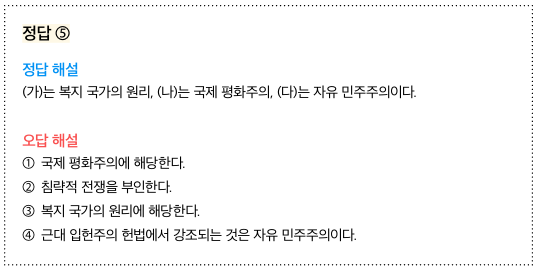 정답 ⑤
정답 해설
(가)는 복지 국가의 원리, (나)는 국제 평화주의, (다)는 자유 민주주의이다.
오답 해설
① 국제 평화주의에 해당한다.
② 침략적 전쟁을 부인한다.
③ 복지 국가의 원리에 해당한다.
④ 근대 입헌주의 헌법에서 강조되는 것은 자유 민주주의이다.